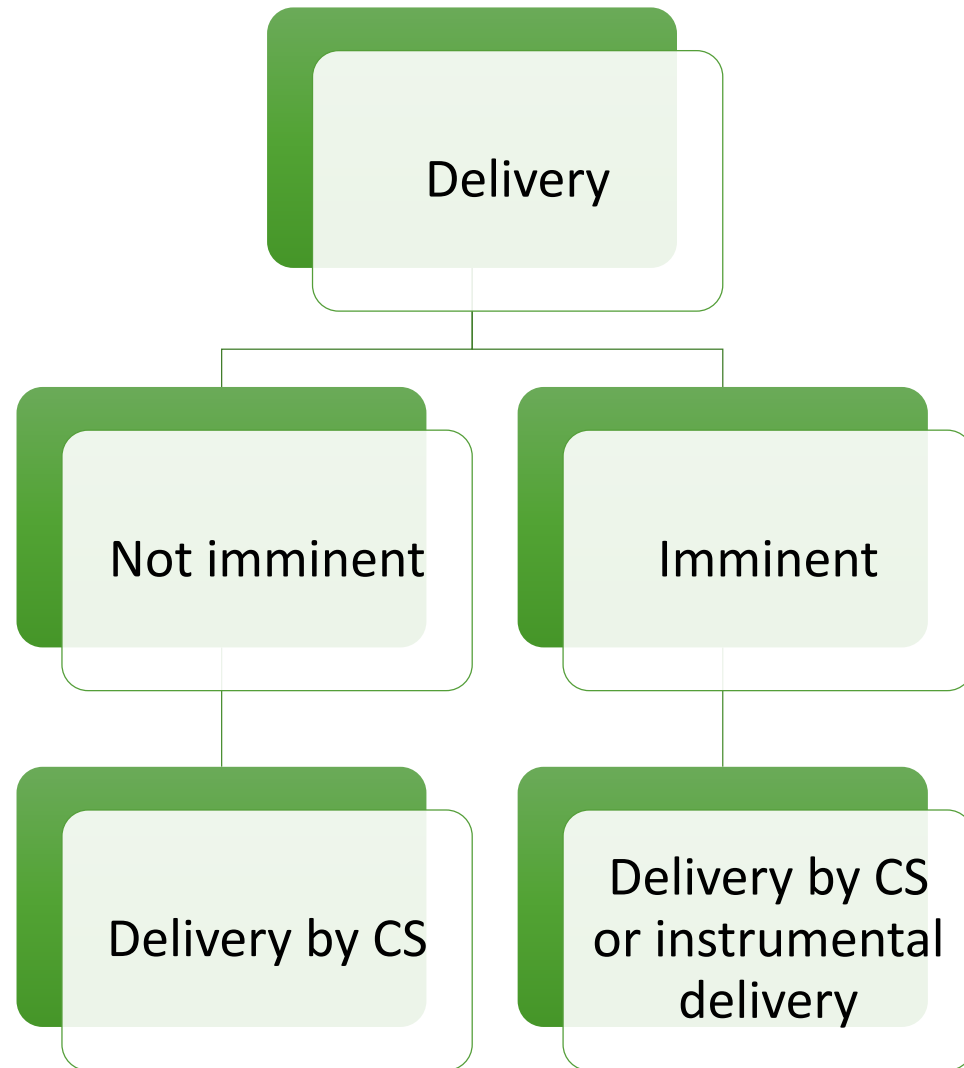 Delivery
Not imminent
Imminent
Delivery by CS
Delivery by CS
or instrumental
delivery